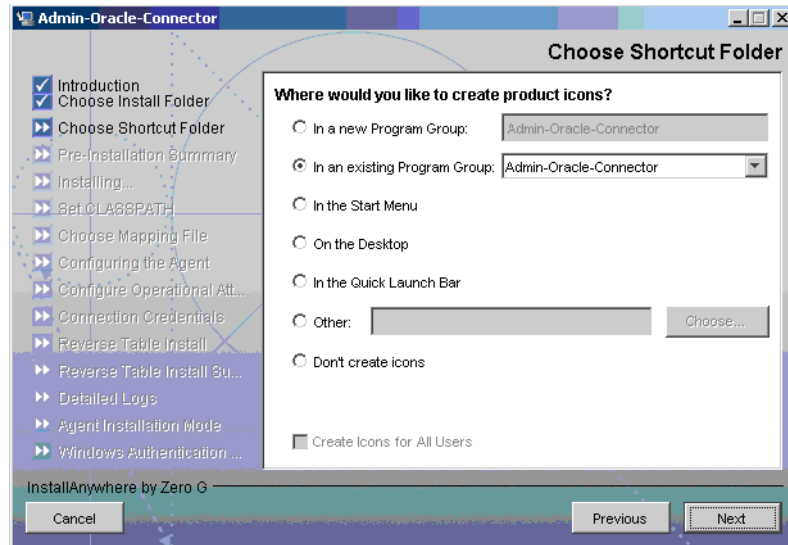 Admin-Oracle-Connector
Choose Shortcut Folder
Introduction
Choose Install Folder
Choose Shortcut Folder
Pre-Installation Summary
Installing...
Set CLASSPATH
Choose Mapping File
Configuring the Agent
Configure Operational Att...
Connection Credentials
Reverse Table Install
Reverse Table Install Su...
Detailed Logs
Agent Installation Mode
Windows Authentication ...
Where would you like to create product icons?
In a new Program Group: Admin-Oracle-Connector
In an existing Program Group: Admin-Oracle-Connector
In the Start Menu
On the Desktop
In the Quick Launch Bar
Other: Choose...
Don't create icons
Create Icons for All Users
InstallAnywhere by Zero G
Cancel Previous Next